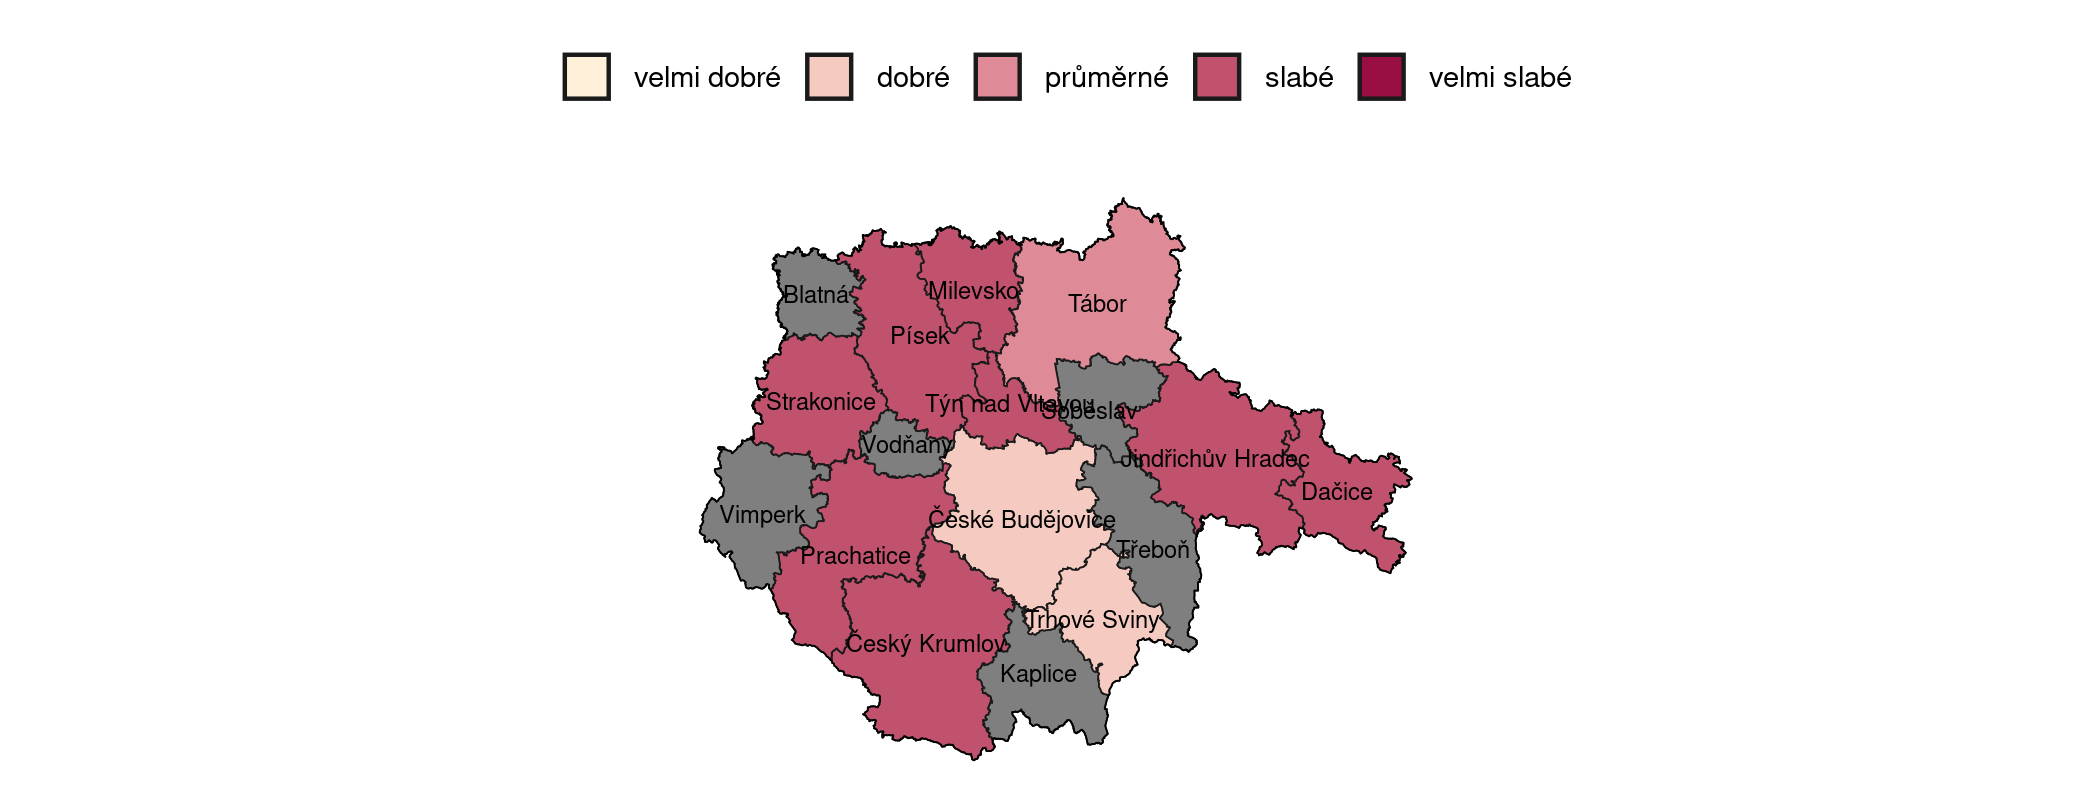 velmi dobré
dobré
průměrné
slabé
velmi slabé
Blatná
Milevsko
Tábor
Písek
Strakonice
Týn nad Vltavou
Soběslav
Vodňany
Jindřichův Hradec
Dačice
Vimperk
České Budějovice
Třeboň
Prachatice
Trhové Sviny
Český Krumlov
Kaplice